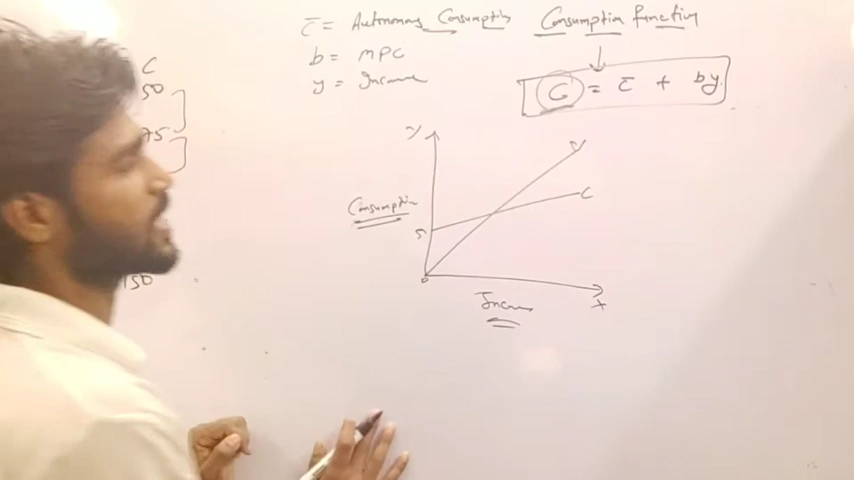 c̅ = Autonomous Consumption
Consumption function
b = MPC
y = Income
C = c̅ + by
C
50
75
150
y
y
C
Consumption
S
0
Income
x